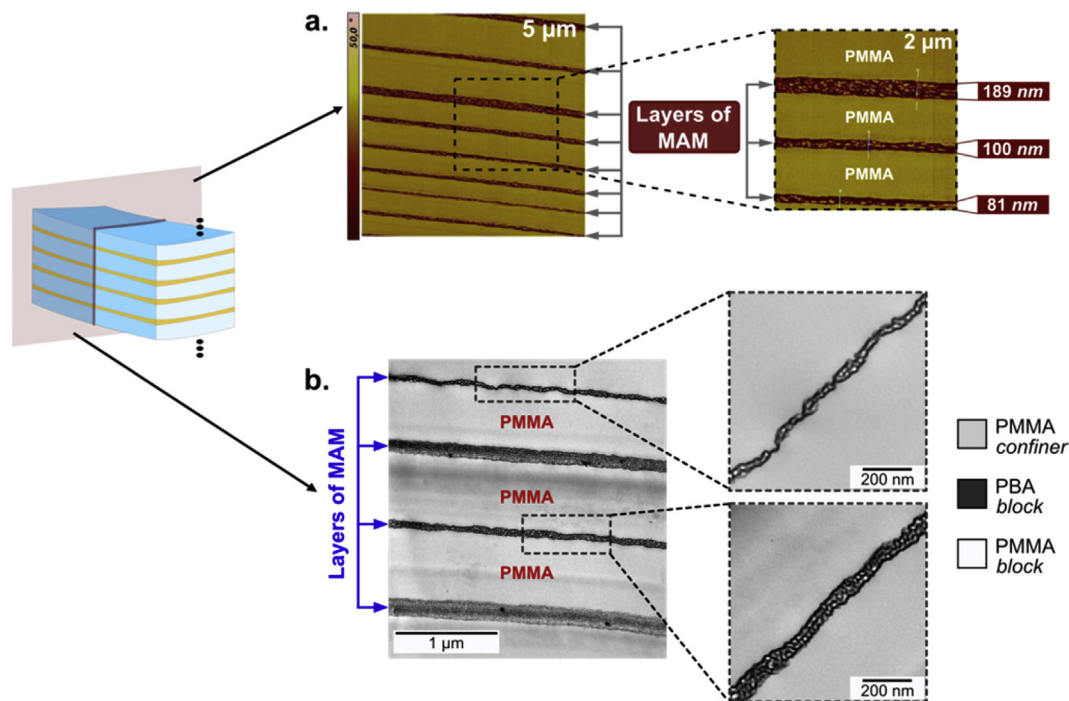 a.
50,0 °
5 µm
2 µm
PMMA
189 nm
Layers of
MAM
PMMA
100 nm
PMMA
81 nm
b.
Layers of MAM
PMMA
PMMA
PMMA
1 µm
200 nm
200 nm
PMMA
confiner
PBA
block
PMMA
block